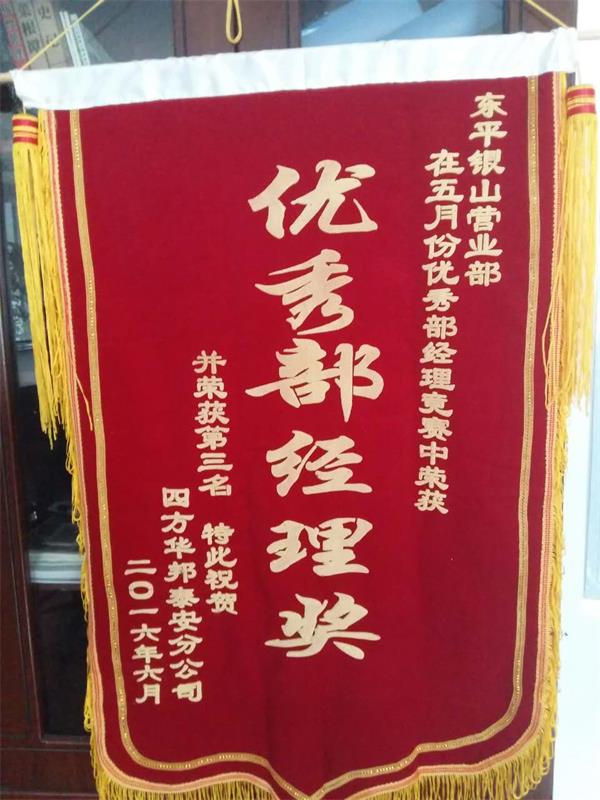 东平银山营业部
在五月份优秀部经理竞赛中荣获
优秀部经理奖
并荣获第三名 特此祝贺
四方华邦泰安分公司
二〇一六年六月